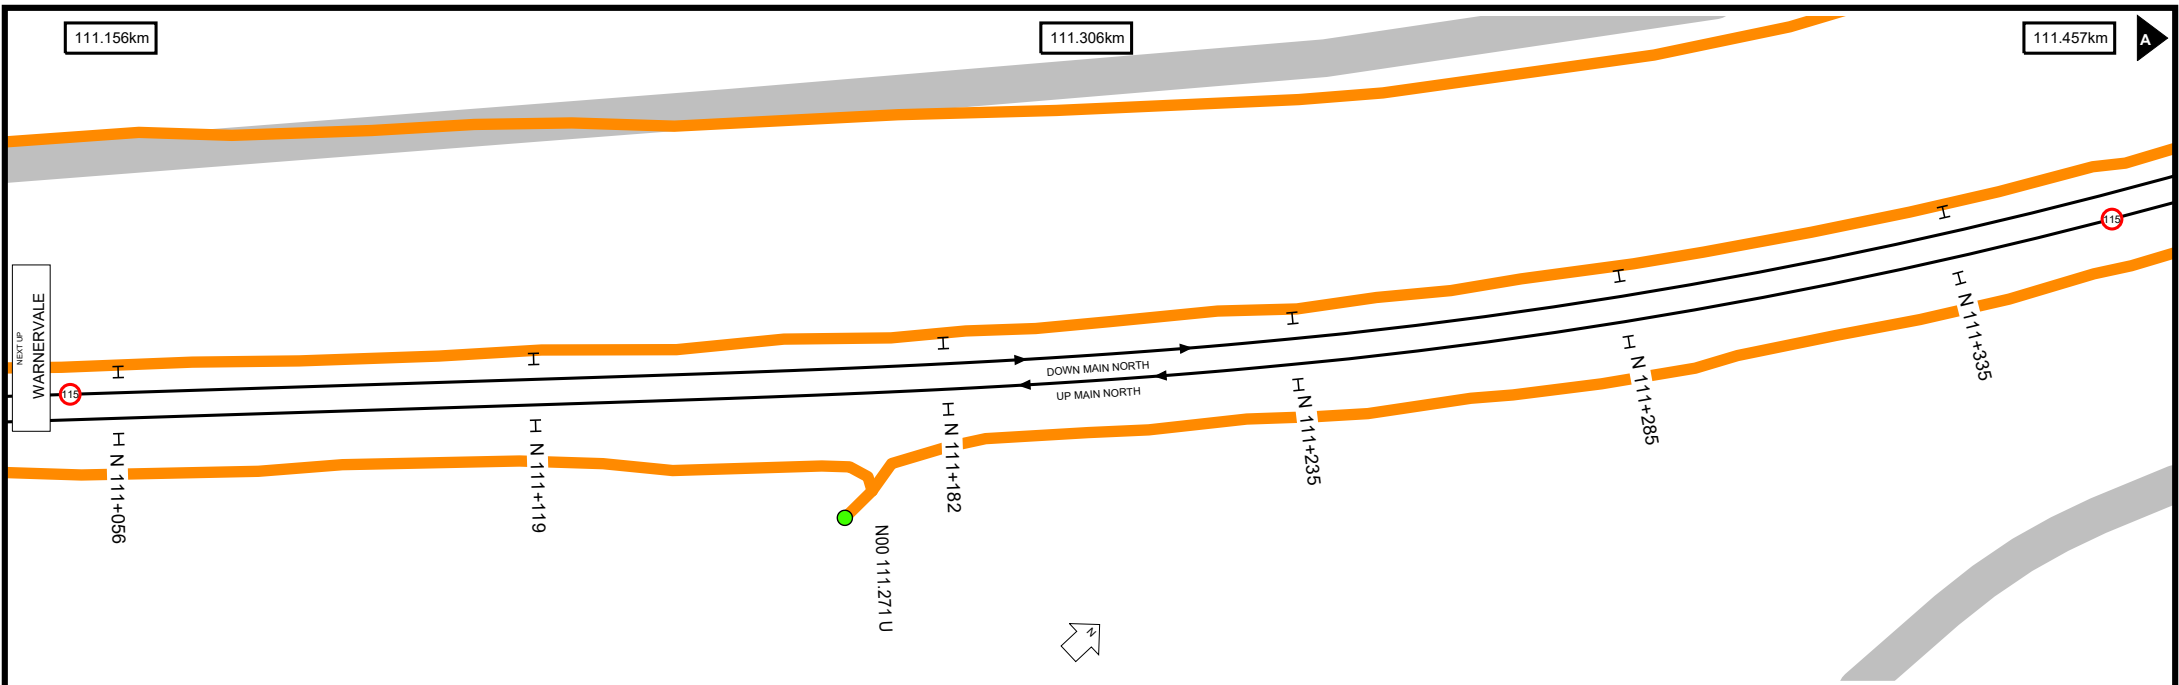 111.156km
111.306km
111.457km
A
NEXT UP
WARNERVALE
115
115
DOWN MAIN NORTH
UP MAIN NORTH
N 111+056
N 111+119
N 111+182
N 111+235
N 111+285
N 111+335
N00 111.271 U
N